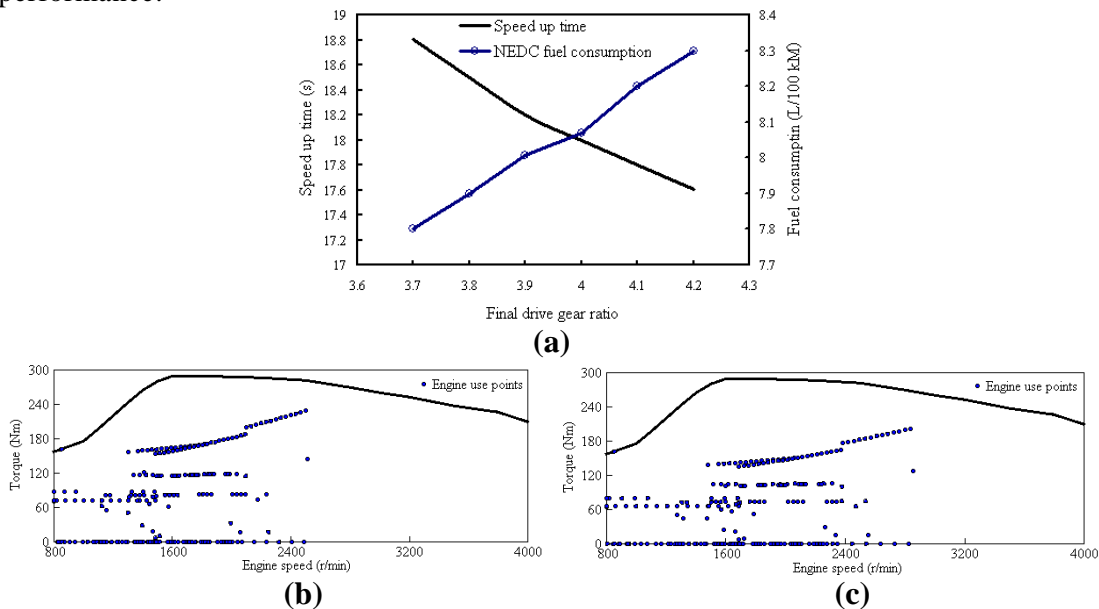 performance.
19
18.8
18.6
18.4
18.2
18
17.8
17.6
17.4
17.2
17
Speed up time (s)
Speed up time
NEDC fuel consumption
8.4
8.3
8.2
8.1
8
7.9
7.8
7.7
Fuel consumptin (L/100 kM)
3.6 3.7 3.8 3.9 4 4.1 4.2 4.3
Final drive gear ratio
(a)
300
240
180
120
60
0
Torque (Nm)
Engine use points
800 1600 2400 3200 4000
Engine speed (r/min)
(b)
300
240
180
120
60
0
Torque (Nm)
Engine use points
800 1600 2400 3200 4000
Engine speed (r/min)
(c)